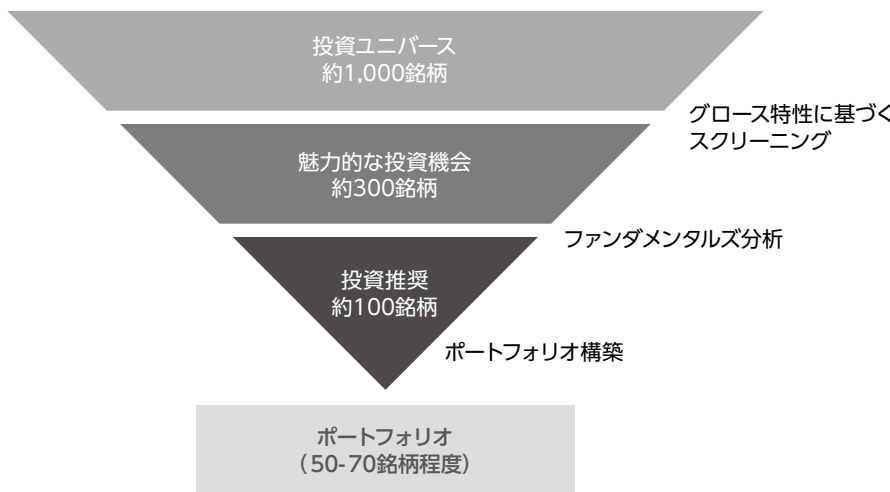 投資ユニバース
約1,000銘柄
グロース特性に基づく
スクリーニング
魅力的な投資機会
約300銘柄
ファンダメンタルズ分析
投資推奨
約100銘柄
ポートフォリオ構築
ポートフォリオ
（50-70銘柄程度）